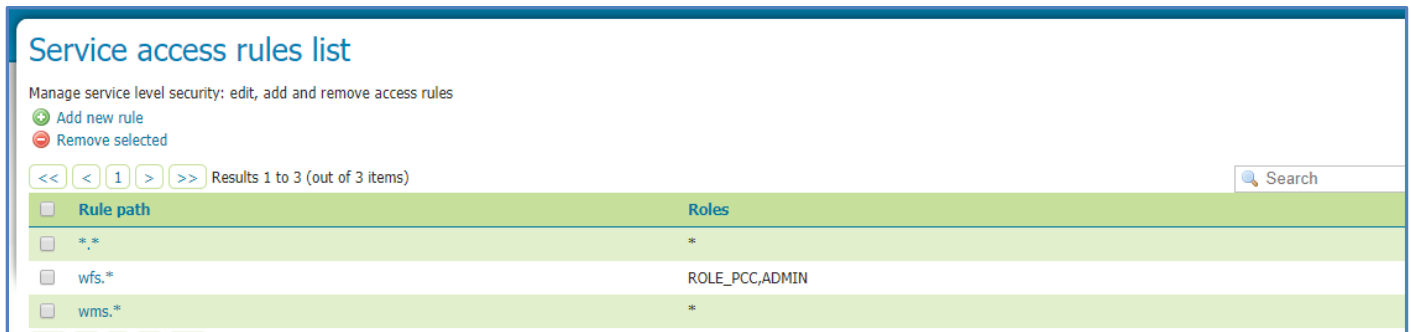 Service access rules list
Manage service level security: edit, add and remove access rules
Add new rule
Remove selected
<< < 1 > >> Results 1 to 3 (out of 3 items) Search
Rule path Roles
*.* *
wfs.* ROLE_PCC,ADMIN
wms.* *